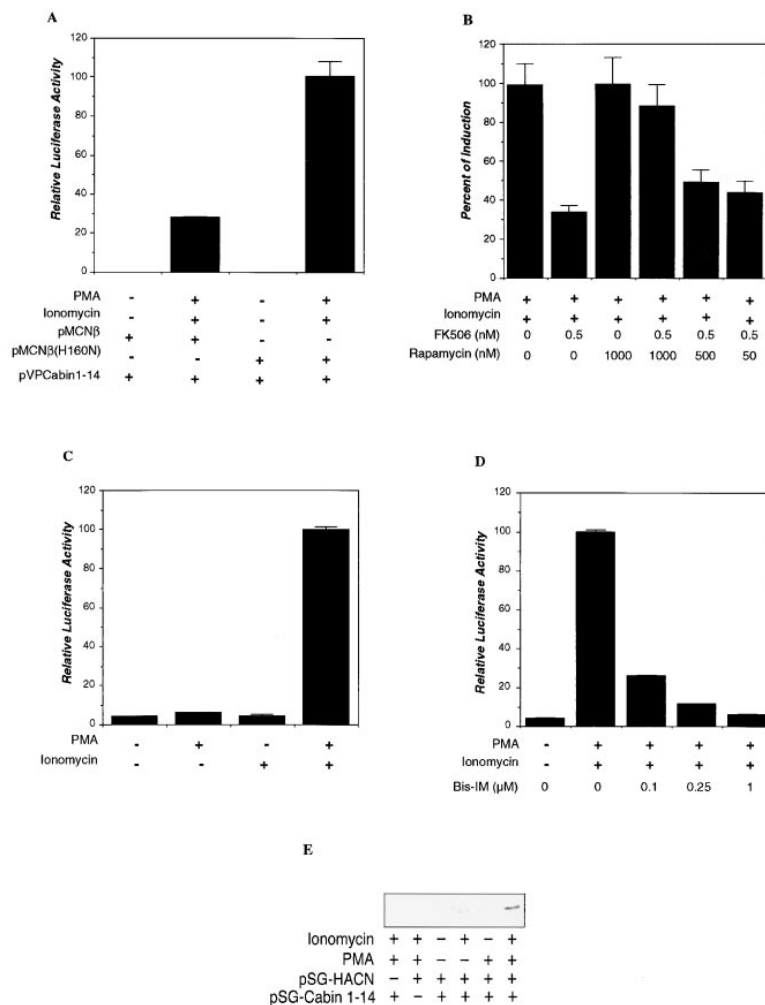 A
Relative Luciferase Activity
120
100
80
60
40
20
0
PMA - + - +
Ionomycin - + - +
pMCNβ + + - -
pMCNβ(H160N) - - + +
pVPCabin1-14 + + + +
B
Percent of Induction
120
100
80
60
40
20
0
PMA + + + + + +
Ionomycin + + + + + +
FK506 (nM) 0 0.5 0 0.5 0.5 0.5
Rapamycin (nM) 0 0 1000 1000 500 50
C
Relative Luciferase Activity
120
100
80
60
40
20
0
PMA - + - +
Ionomycin - - + +
D
Relative Luciferase Activity
120
100
80
60
40
20
0
PMA - + + + +
Ionomycin - + + + +
Bis-IM (μM) 0 0 0.1 0.25 1
E
Ionomycin + + − + − +
PMA + + − − + +
pSG-HACN − + + + + +
pSG-Cabin 1-14 + − + + + +